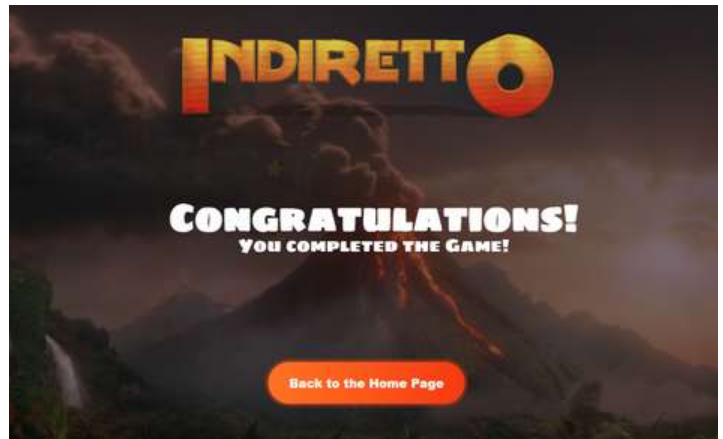 INDIRETTO
CONGRATULATIONS!
YOU COMPLETED THE GAME!
Back to the Home Page